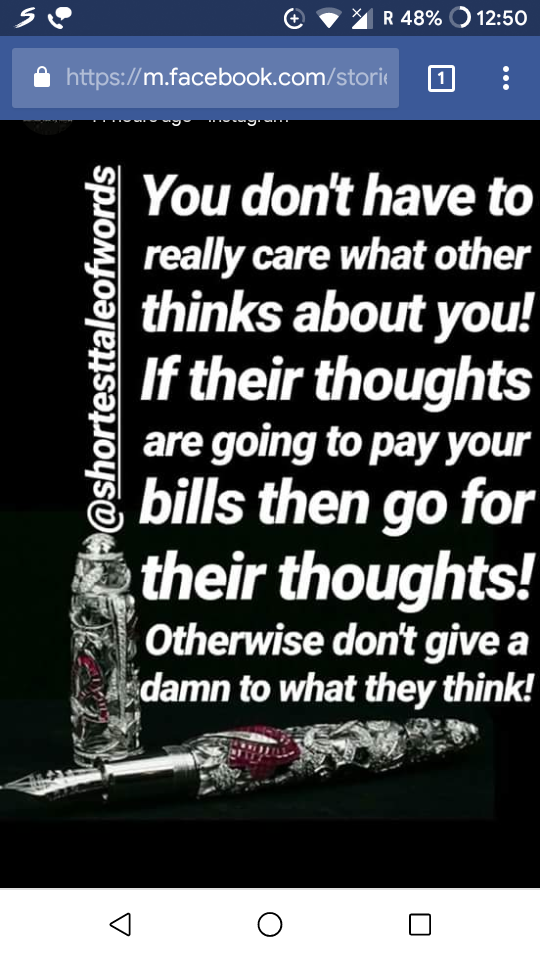 R 48% 12:50
https://m.facebook.com/storie
1
@shortesttaleofwords
You don't have to
really care what other
thinks about you!
If their thoughts
are going to pay your
bills then go for
their thoughts!
Otherwise don't give a
damn to what they think!